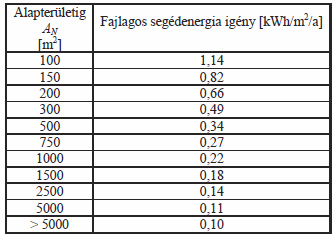 Alapterületig Fajlagos segédenergia igény [kWh/m²/a]
A_N
[m²]
100 1,14
150 0,82
200 0,66
300 0,49
500 0,34
750 0,27
1000 0,22
1500 0,18
2500 0,14
5000 0,11
> 5000 0,10